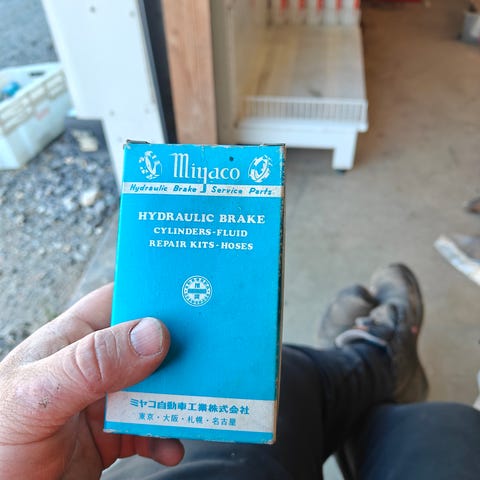 Miyaco
Hydraulic Brake Service Parts.
HYDRAULIC BRAKE
CYLINDERS-FLUID
REPAIR KITS-HOSES
ミヤコ自動車工業株式会社
東京・大阪・札幌・名古屋